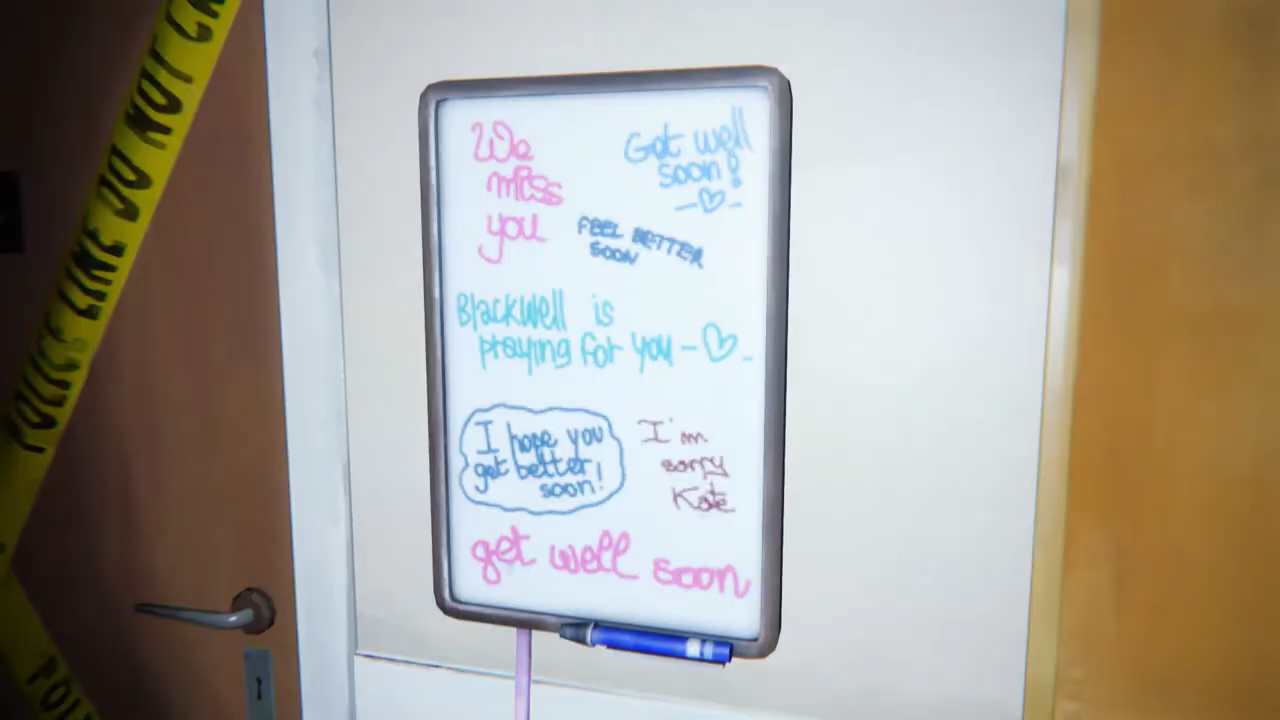 POLICE LINE DO NOT CR
We
miss
you
Get well
soon!
FEEL BETTER
SOON
Blackwell is
praying for you
I hope you
get better
soon!
I'm
sorry
Kate
get well soon
POLI